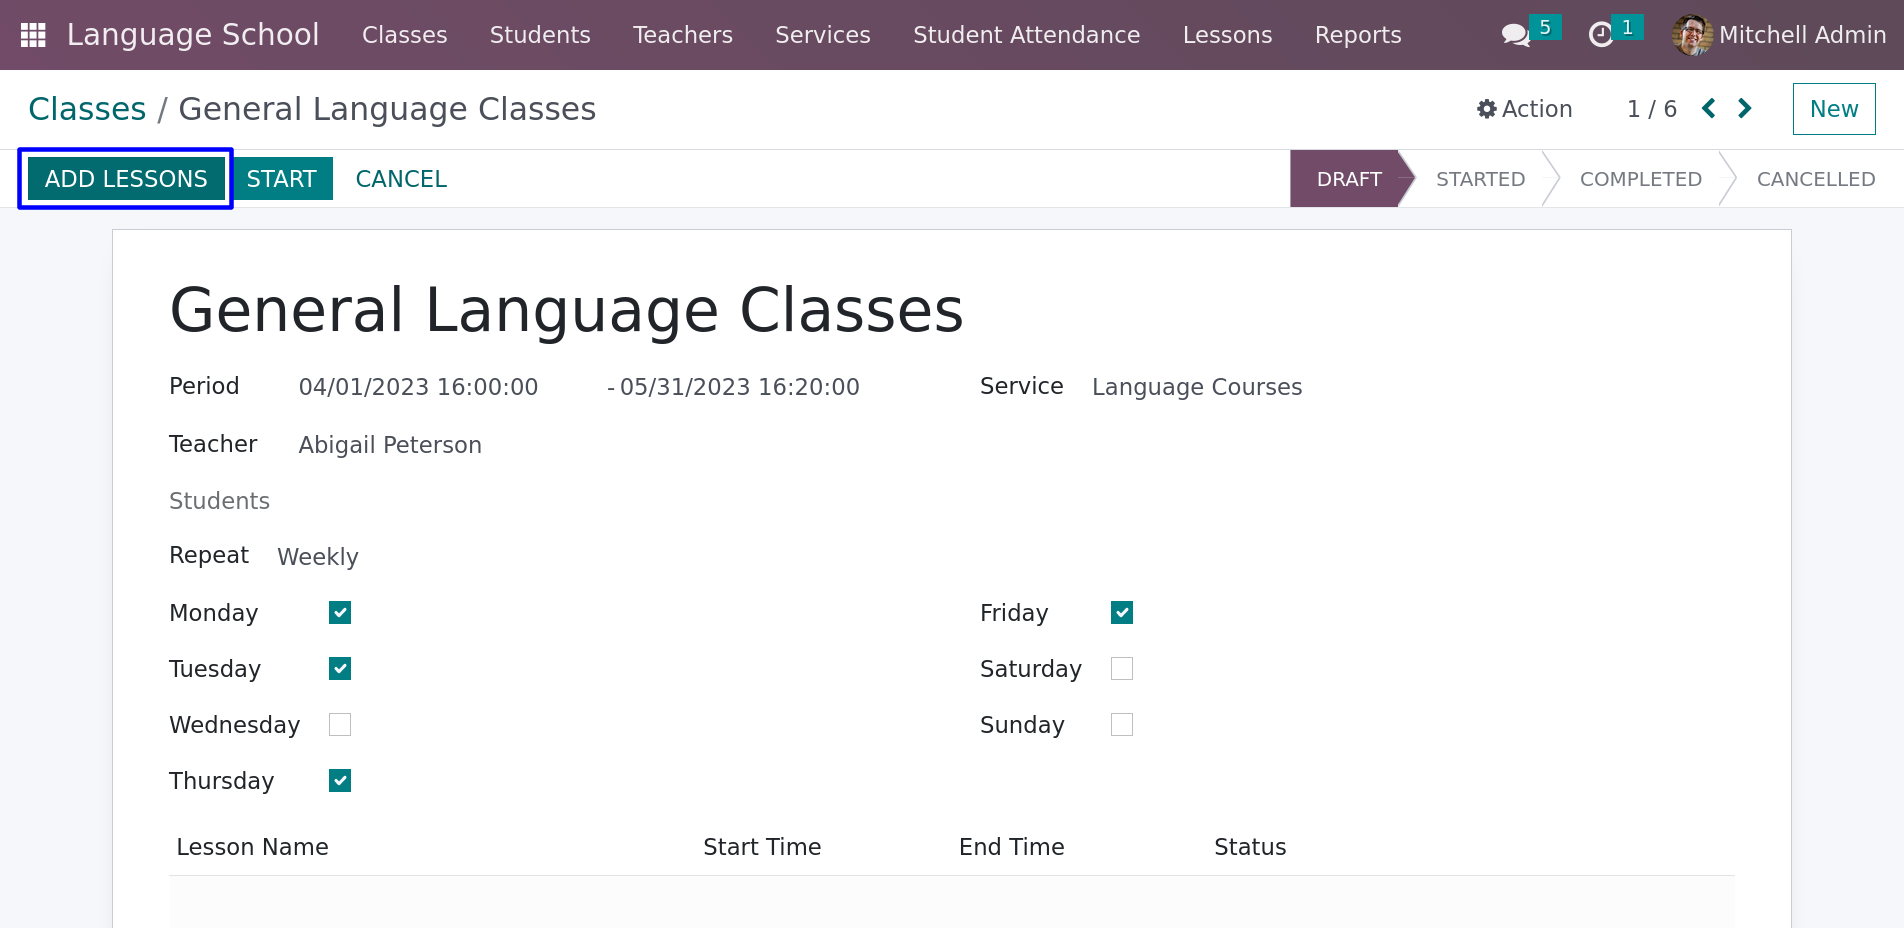 Language School Classes Students Teachers Services Student Attendance Lessons Reports 5 1 Mitchell Admin
Classes / General Language Classes Action 1 / 6 New
ADD LESSONS START CANCEL DRAFT STARTED COMPLETED CANCELLED
General Language Classes
Period 04/01/2023 16:00:00 - 05/31/2023 16:20:00 Service Language Courses
Teacher Abigail Peterson
Students
Repeat Weekly
Monday Friday
Tuesday Saturday
Wednesday Sunday
Thursday
Lesson Name Start Time End Time Status